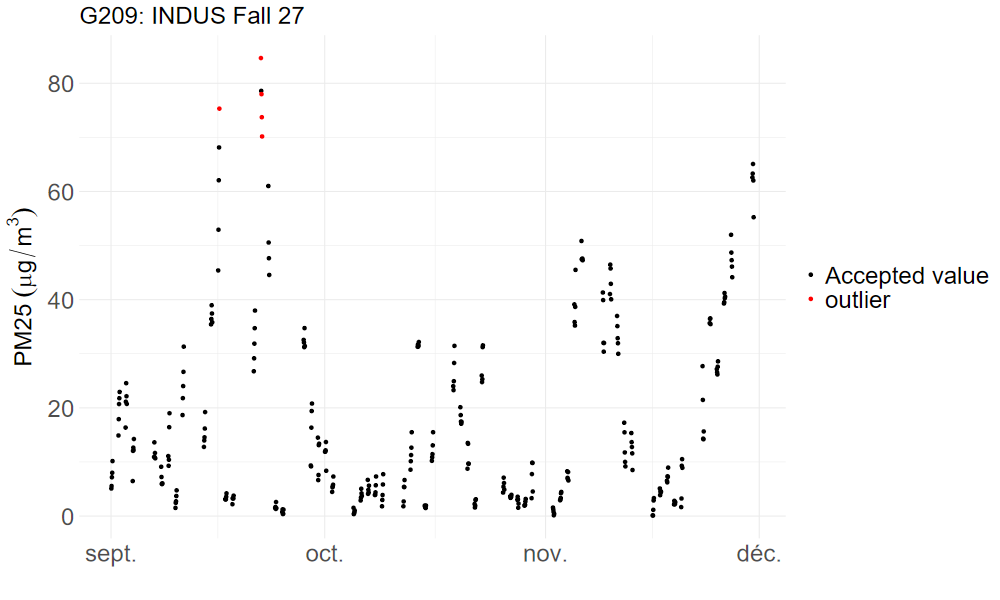 G209: INDUS Fall 27
PM25 (μg/m³)
80
60
40
20
0
sept.
oct.
nov.
déc.
Accepted value
outlier